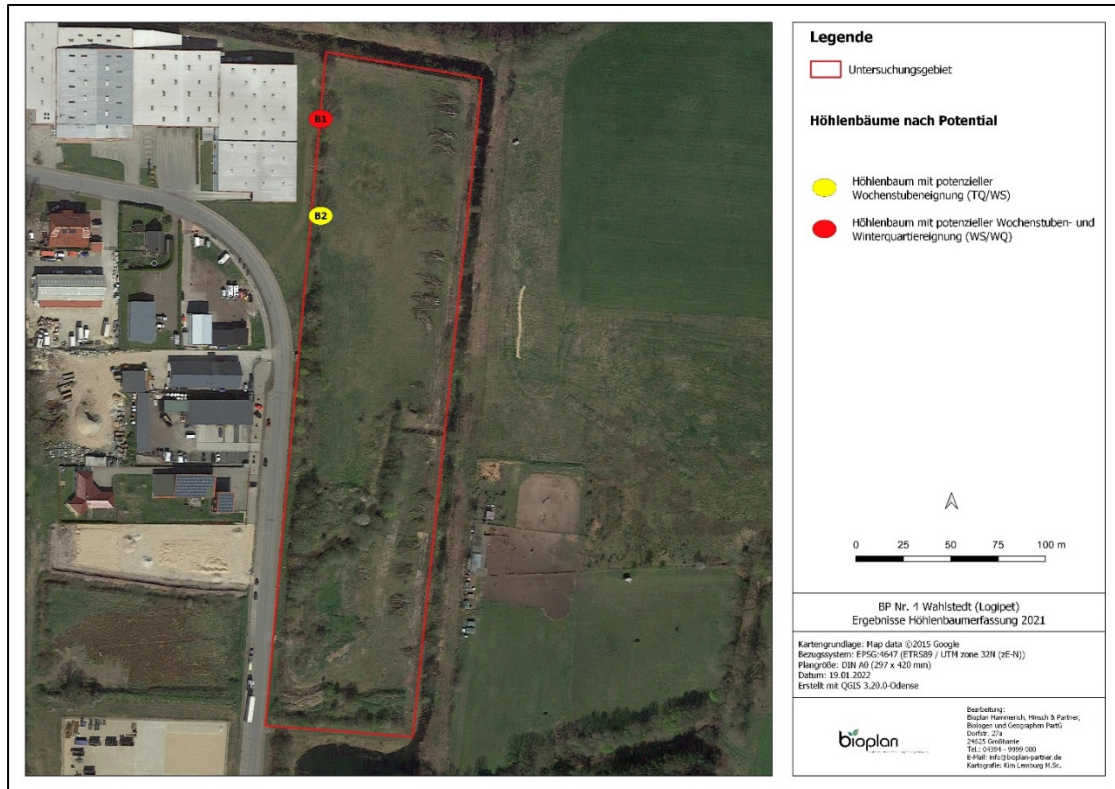 B1
B2
Legende
Untersuchungsgebiet
Höhlenbäume nach Potential
Höhlenbaum mit potenzieller
Wochenstubeneignung (TQ/WS)
Höhlenbaum mit potenzieller Wochenstuben- und
Winterquartiereignung (WS/WQ)
0 25 50 75 100 m
BP Nr. 1 Wahlstedt (Logipet)
Ergebnisse Höhlenbaumerfassung 2021
Kartengrundlage: Map data ©2015 Google
Bezugssystem: EPSG:4647 (ETRS89 / UTM zone 32N (zE-N))
Plangröße: DIN A0 (297 x 420 mm)
Datum: 19.01.2022
Erstellt mit QGIS 3.20.0-Odense
bioplan
Bearbeitung:
Bioplan Hammerich, Hinsch & Partner,
Biologen und Geographen PartG
Dorfstr. 27a
24625 Großharrie
Tel.: 04394 - 9999 000
E-Mail: info@bioplan-partner.de
Kartografie: Kim Lemburg M.Sc.